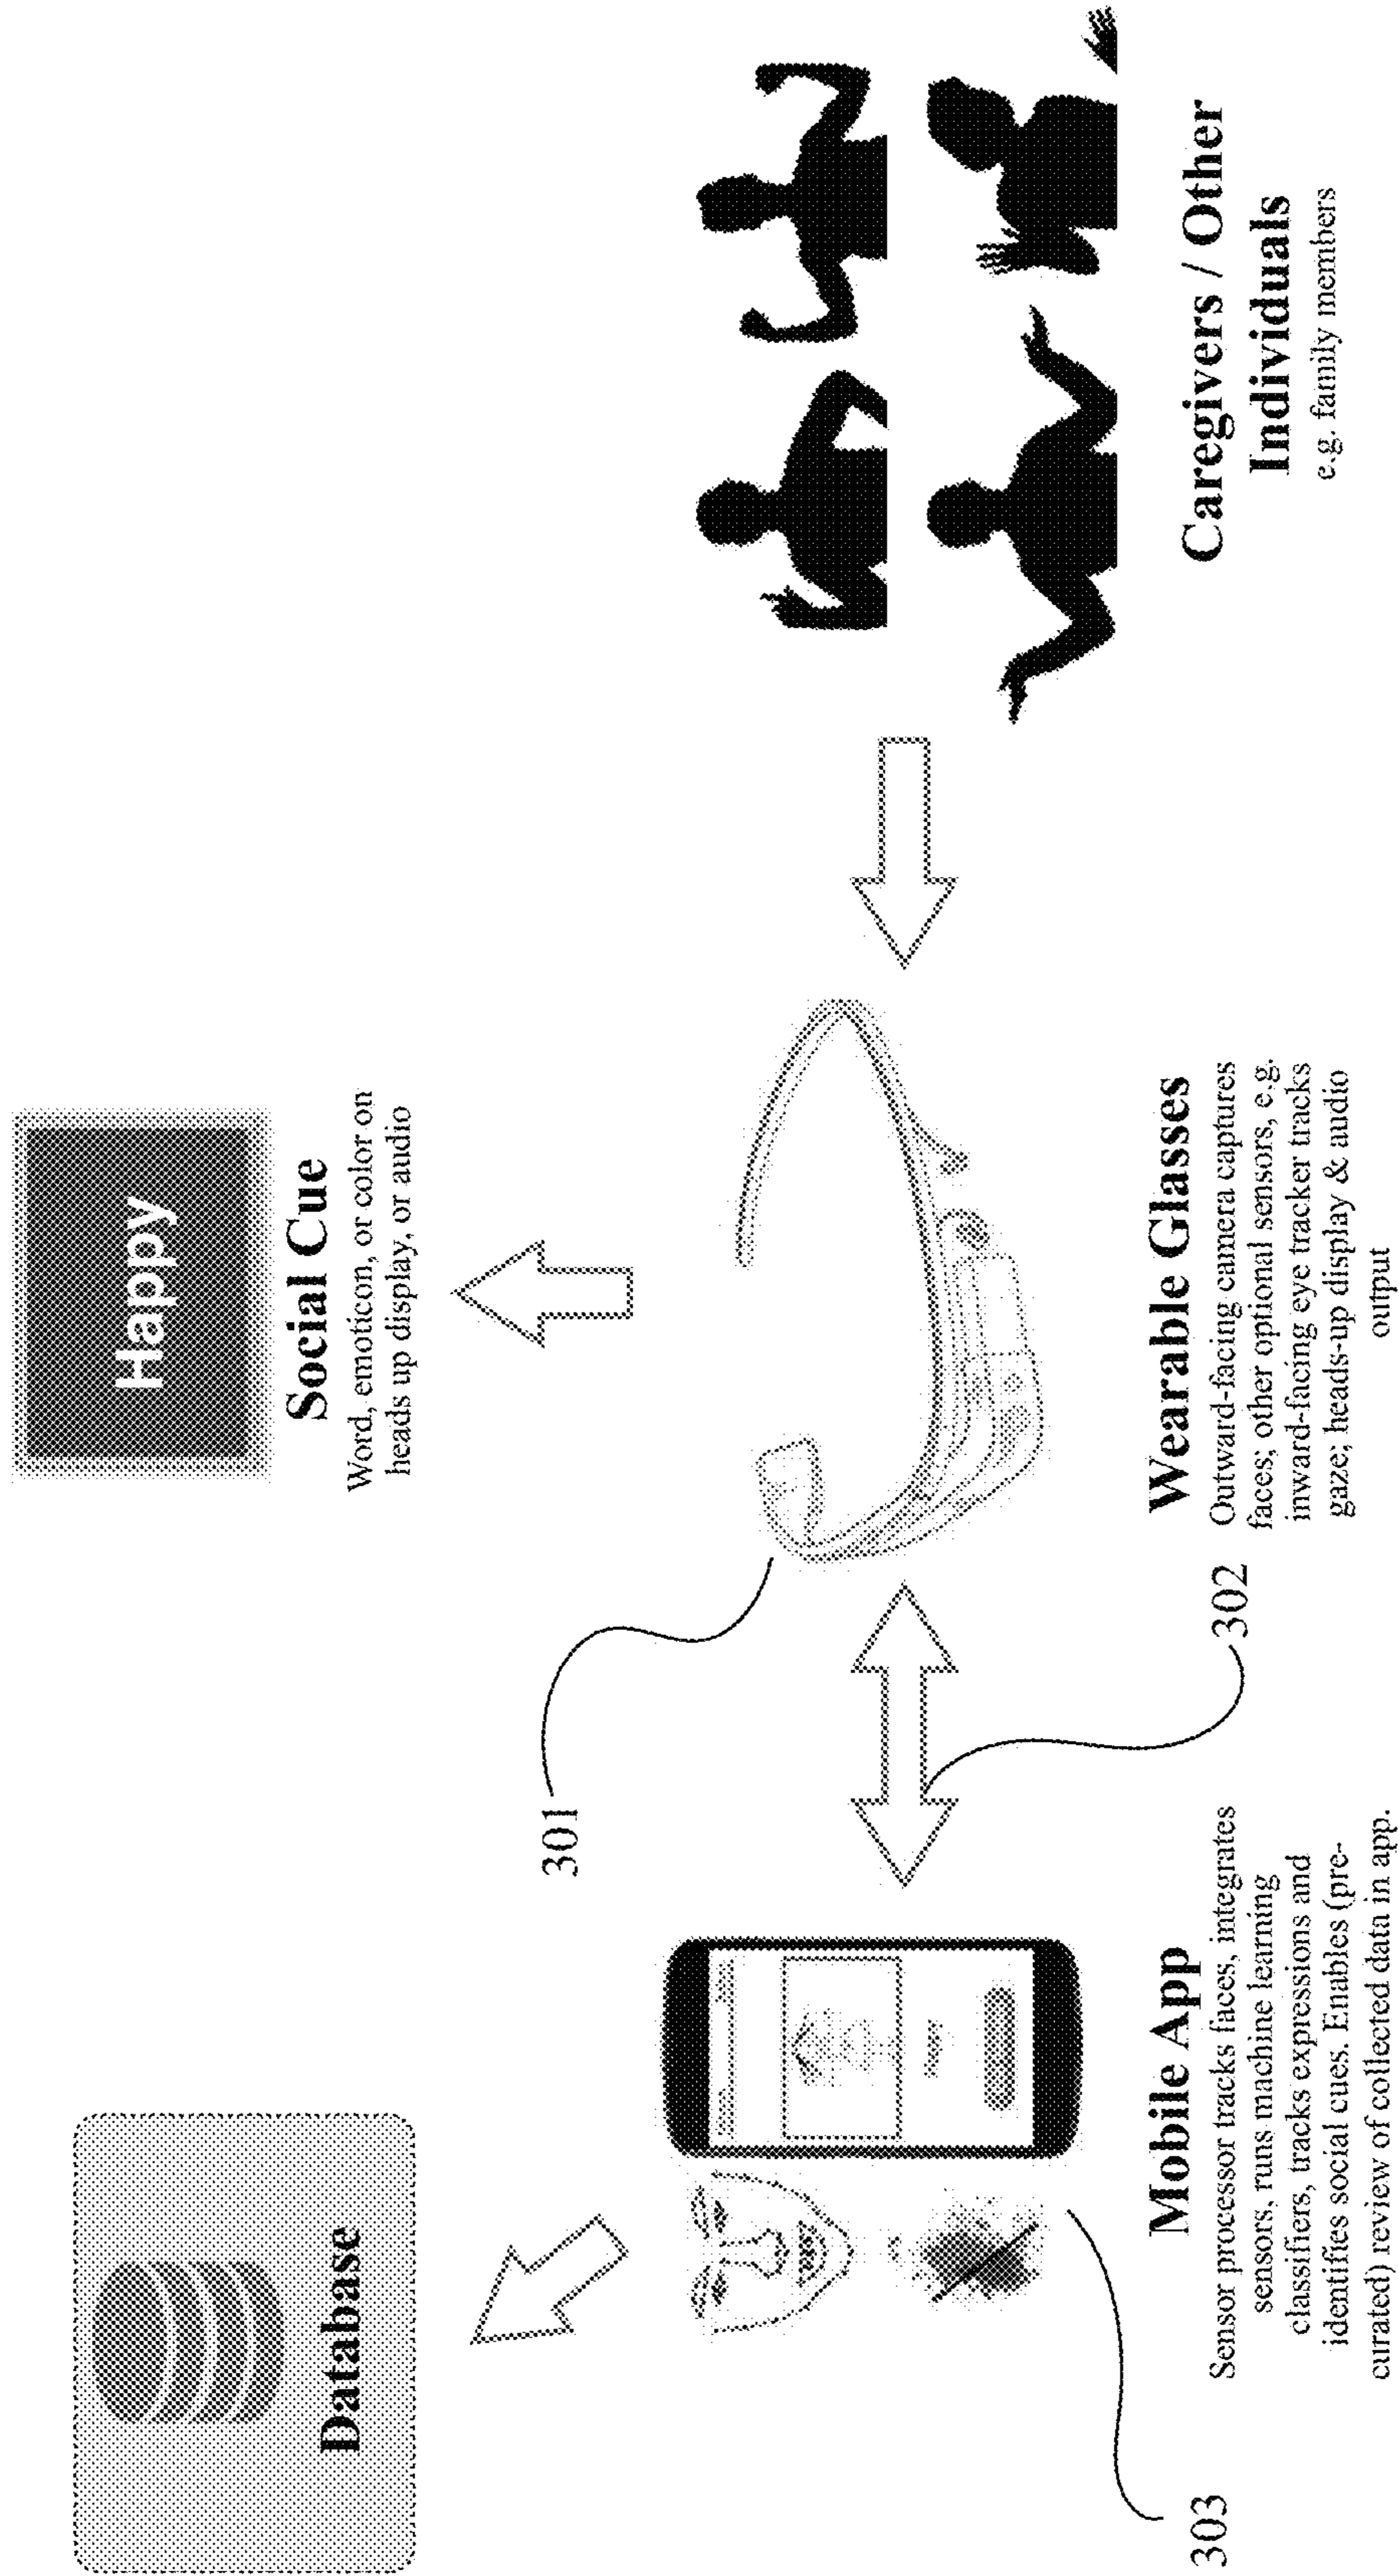 Database
Happy
Social Cue
Word, emoticon, or color on
heads up display, or audio
301
303
Mobile App
Sensor processor tracks faces, integrates
sensors, runs machine learning
classifiers, tracks expressions and
identifies social cues. Enables (pre-
curated) review of collected data in app.
302
Wearable Glasses
Outward-facing camera captures
faces; other optional sensors, e.g.
inward-facing eye tracker tracks
gaze; heads-up display & audio
output
Caregivers / Other
Individuals
e.g. family members